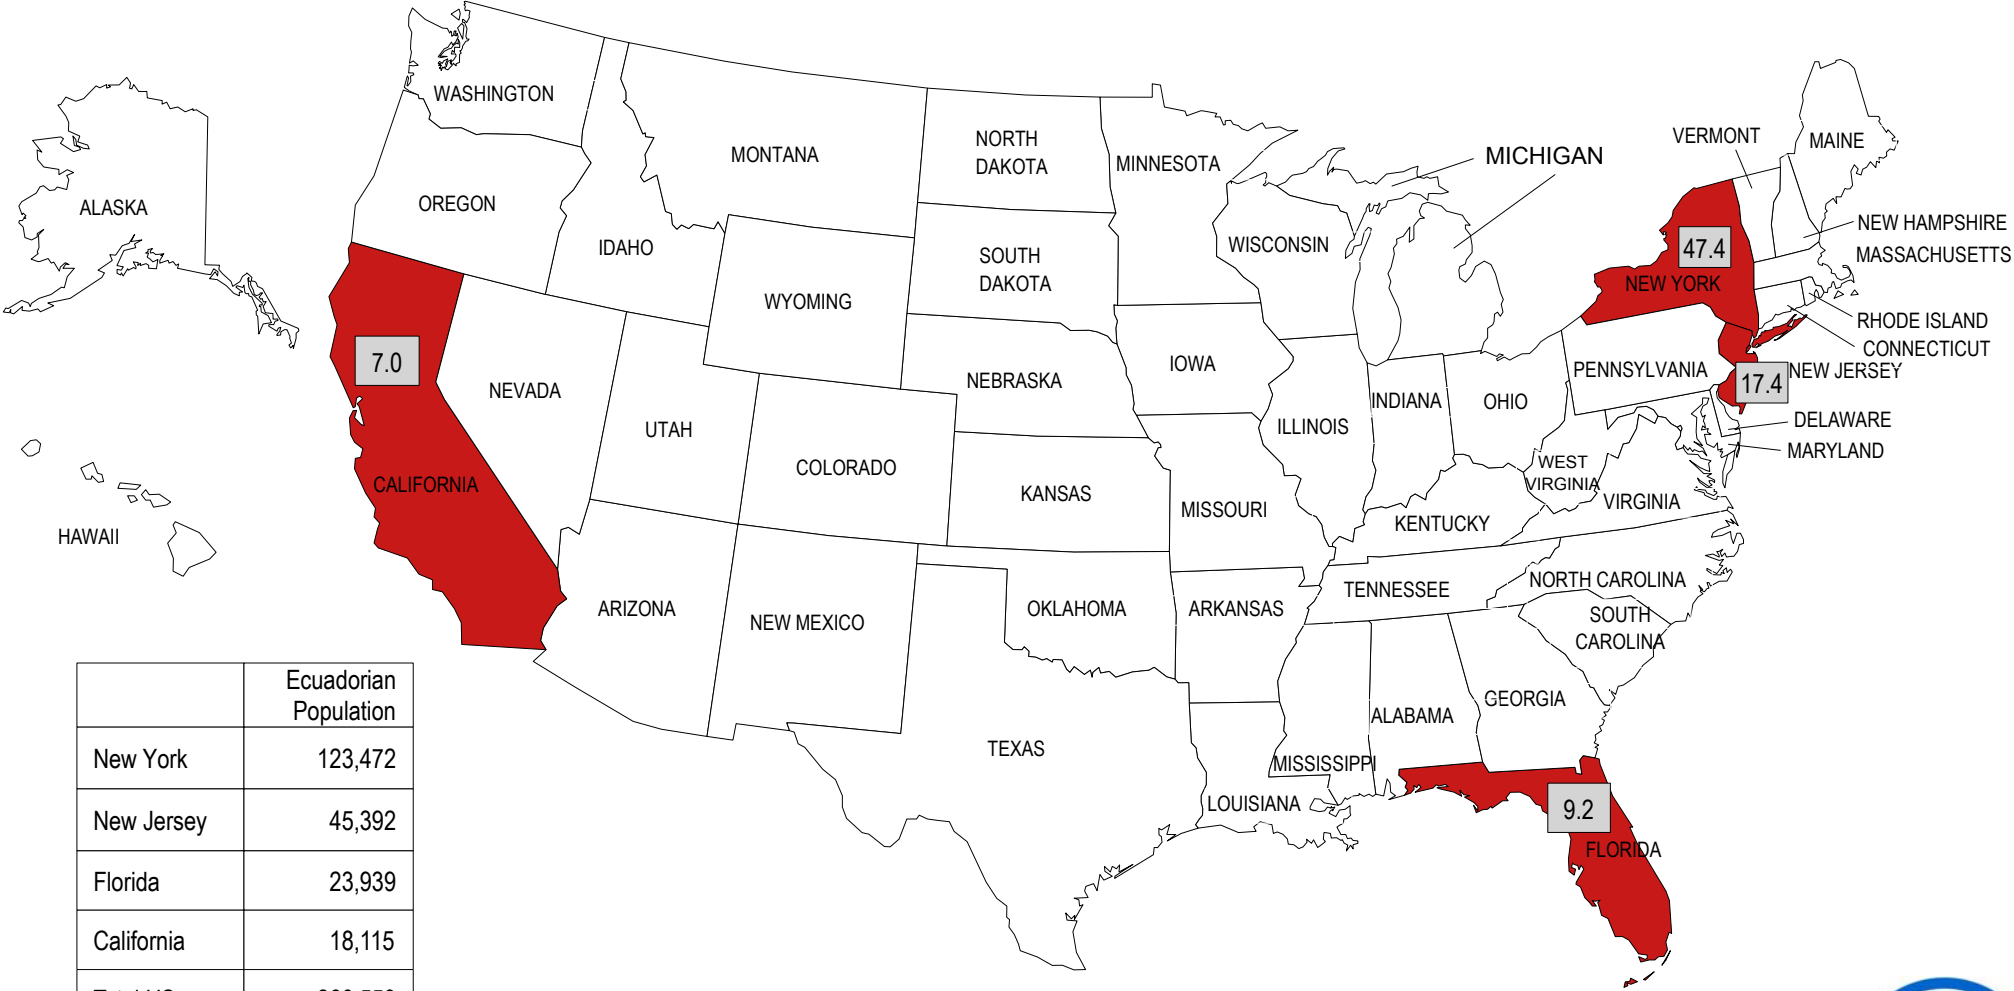 WASHINGTON
OREGON
CALIFORNIA
7.0
NEVADA
IDAHO
MONTANA
WYOMING
UTAH
COLORADO
ARIZONA
NEW MEXICO
NORTH
DAKOTA
SOUTH
DAKOTA
NEBRASKA
KANSAS
OKLAHOMA
TEXAS
MINNESOTA
IOWA
MISSOURI
ARKANSAS
LOUISIANA
WISCONSIN
ILLINOIS
MICHIGAN
INDIANA
OHIO
KENTUCKY
TENNESSEE
MISSISSIPPI
ALABAMA
GEORGIA
9.2
FLORIDA
SOUTH
CAROLINA
NORTH CAROLINA
VIRGINIA
WEST
VIRGINIA
PENNSYLVANIA
47.4
NEW YORK
VERMONT
MAINE
NEW HAMPSHIRE
MASSACHUSETTS
RHODE ISLAND
CONNECTICUT
17.4
NEW JERSEY
DELAWARE
MARYLAND
ALASKA
HAWAII
Ecuadorian
Population
New York 123,472
New Jersey 45,392
Florida 23,939
California 18,115